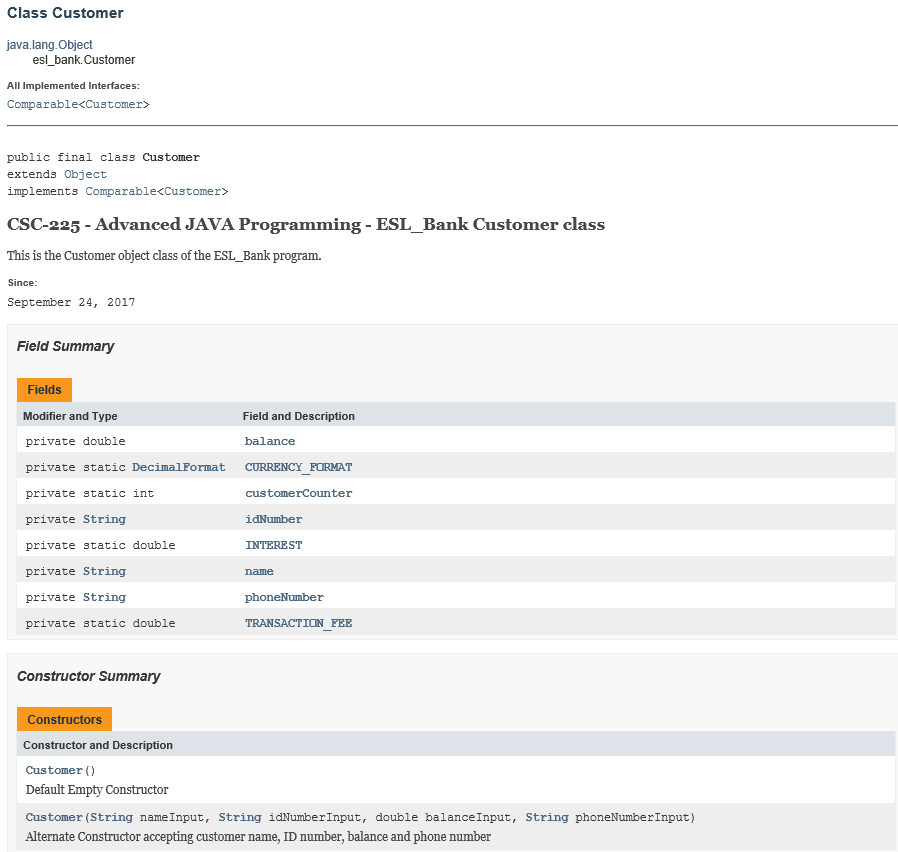 Class Customer
java.lang.Object
esl_bank.Customer
All Implemented Interfaces:
Comparable<Customer>
public final class Customer
extends Object
implements Comparable<Customer>
CSC-225 - Advanced JAVA Programming - ESL_Bank Customer class
This is the Customer object class of the ESL_Bank program.
Since:
September 24, 2017
Field Summary
Fields
Modifier and Type Field and Description
private double balance
private static DecimalFormat CURRENCY_FORMAT
private static int customerCounter
private String idNumber
private static double INTEREST
private String name
private String phoneNumber
private static double TRANSACTION_FEE
Constructor Summary
Constructors
Constructor and Description
Customer()
Default Empty Constructor
Customer(String nameInput, String idNumberInput, double balanceInput, String phoneNumberInput)
Alternate Constructor accepting customer name, ID number, balance and phone number